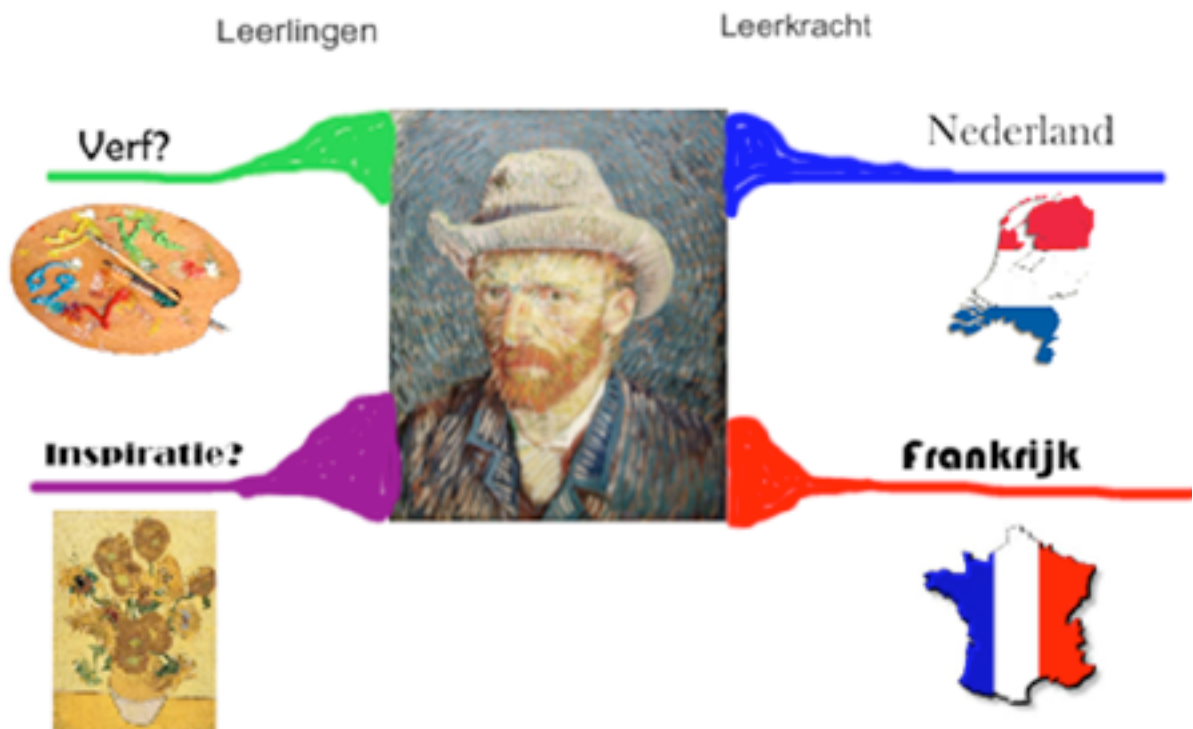 Leerlingen
Leerkracht
Verf?
Nederland
Inspiratie?
Frankrijk